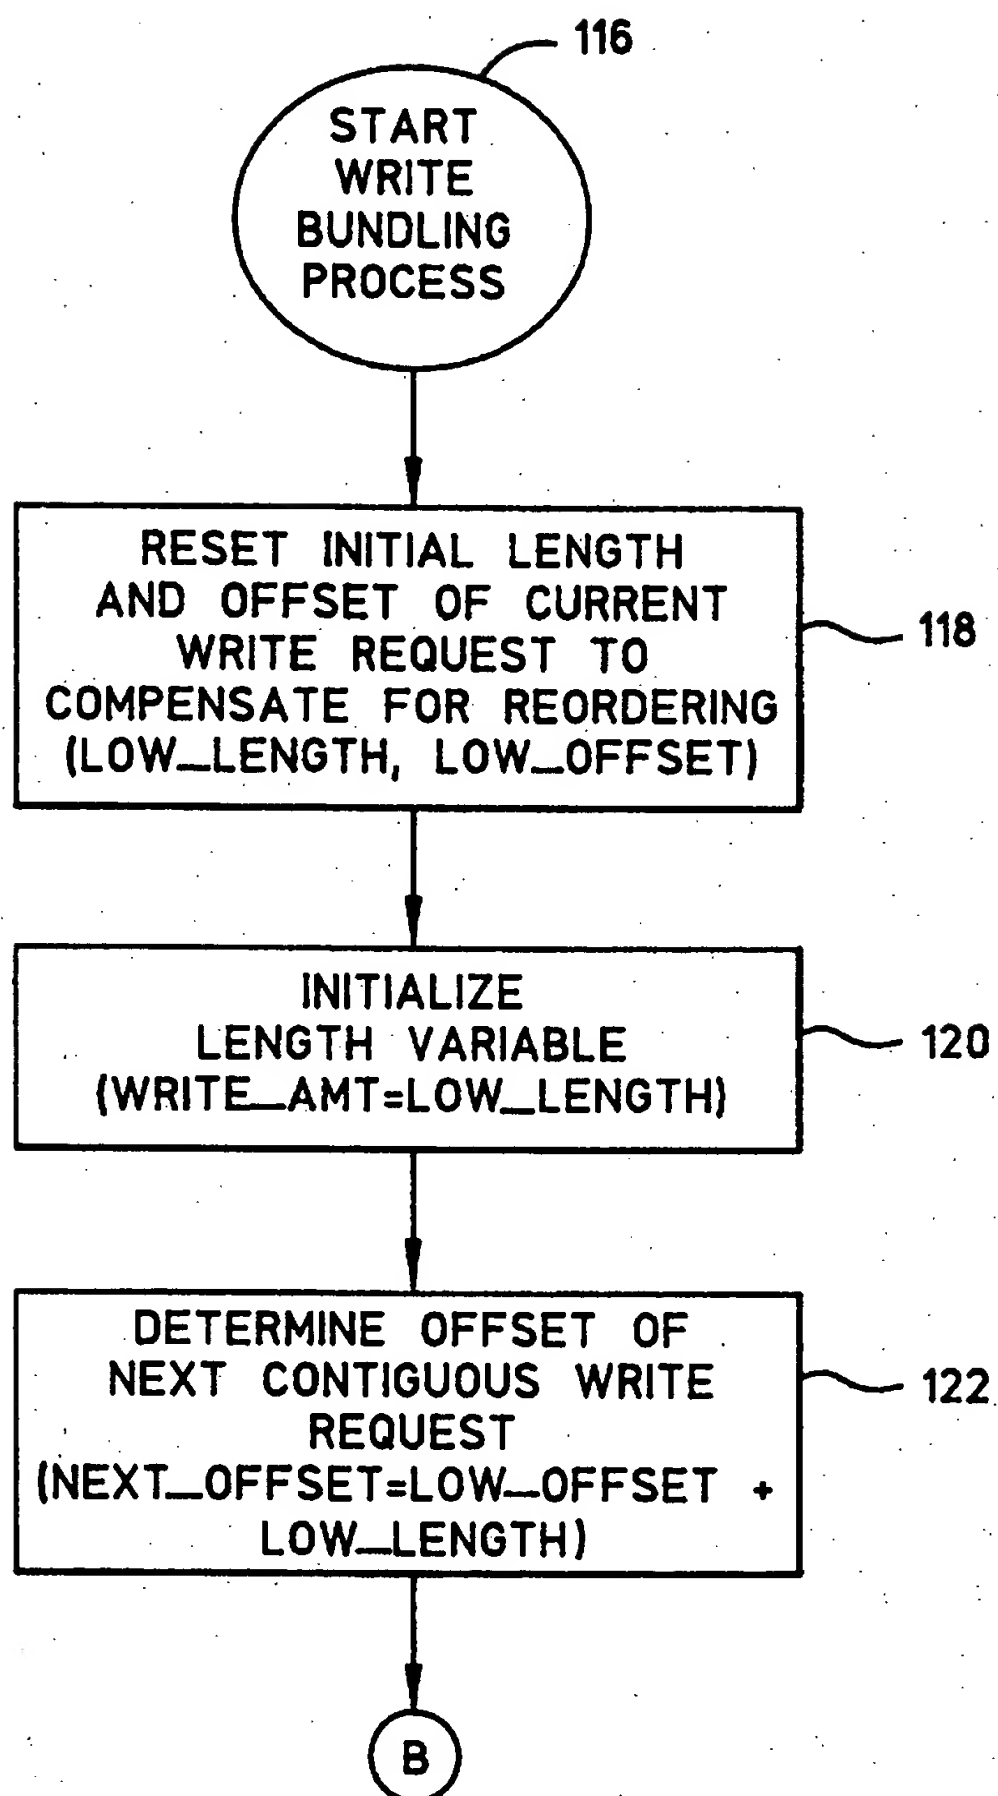 116
START
WRITE
BUNDLING
PROCESS
RESET INITIAL LENGTH
AND OFFSET OF CURRENT
WRITE REQUEST TO
COMPENSATE FOR REORDERING
(LOW_LENGTH, LOW_OFFSET)
118
INITIALIZE
LENGTH VARIABLE
(WRITE_AMT=LOW_LENGTH)
120
DETERMINE OFFSET OF
NEXT CONTIGUOUS WRITE
REQUEST
(NEXT_OFFSET=LOW_OFFSET +
LOW_LENGTH)
122
B